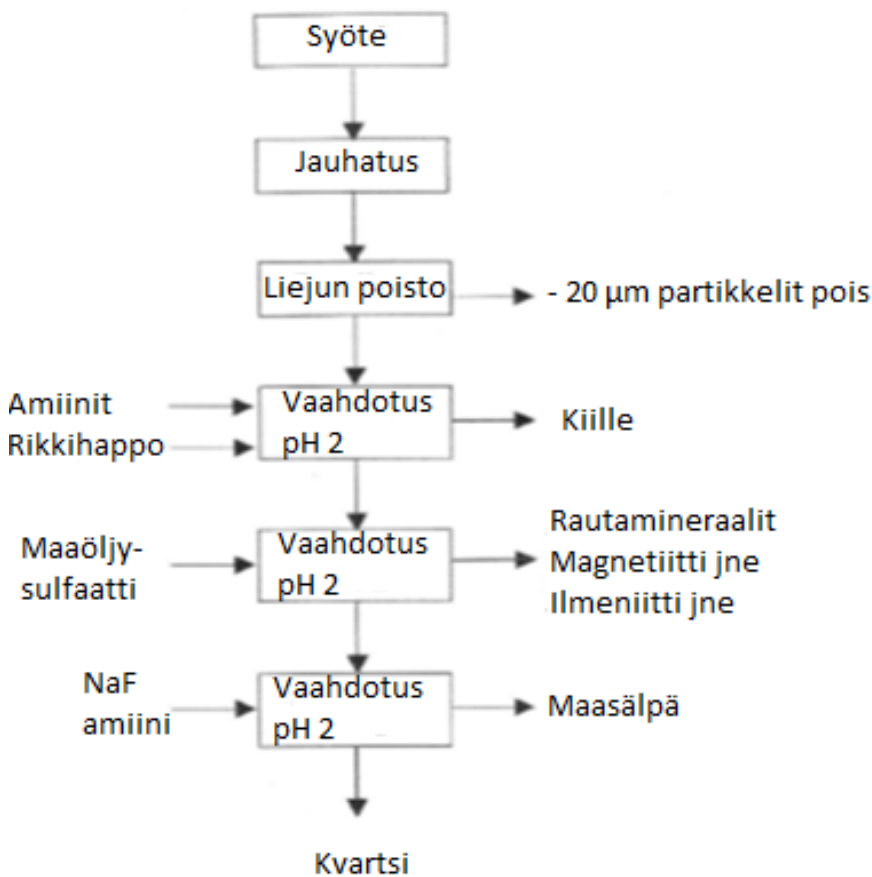 Syöte
Jauhatus
Liejun poisto
- 20 µm partikkelit pois
Amiinit
Rikkihappo
Vaahdotus
pH 2
Kiille
Maaöljy-
sulfaatti
Vaahdotus
pH 2
Rautamineraalit
Magnetiitti jne
Ilmeniitti jne
NaF
amiini
Vaahdotus
pH 2
Maasälpä
Kvartsi